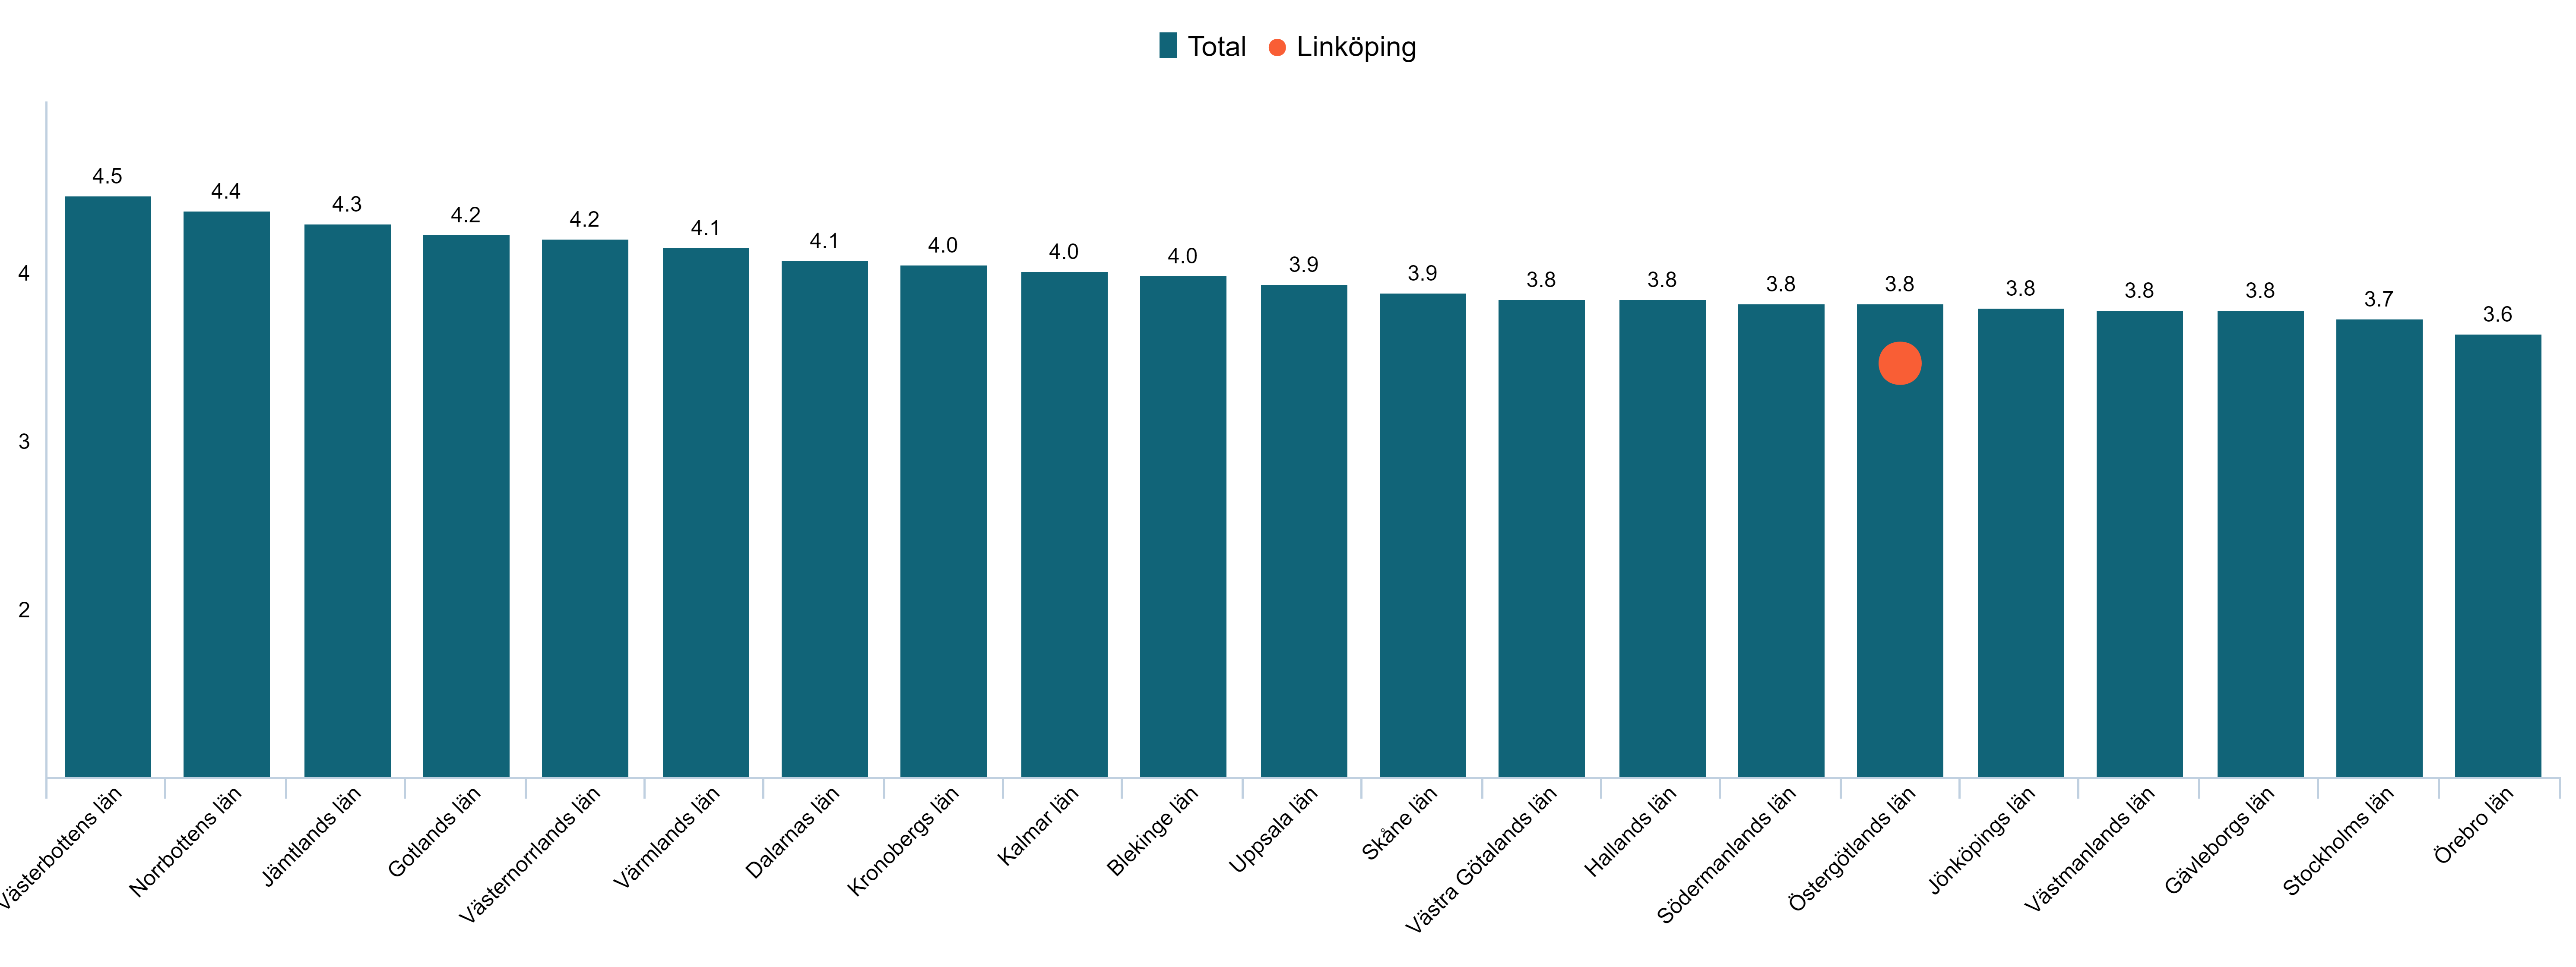 Total Linköping
4.5 4.4 4.3 4.2 4.2 4.1 4.1 4.0 4.0 4.0 3.9 3.9 3.8 3.8 3.8 3.8 3.8 3.8 3.8 3.7 3.6
4
3
2
Västerbottens län
Norrbottens län
Jämtlands län
Gotlands län
Västernorrlands län
Värmlands län
Dalarnas län
Kronobergs län
Kalmar län
Blekinge län
Uppsala län
Skåne län
Västra Götalands län
Hallands län
Södermanlands län
Östergötlands län
Jönköpings län
Västmanlands län
Gävleborgs län
Stockholms län
Örebro län